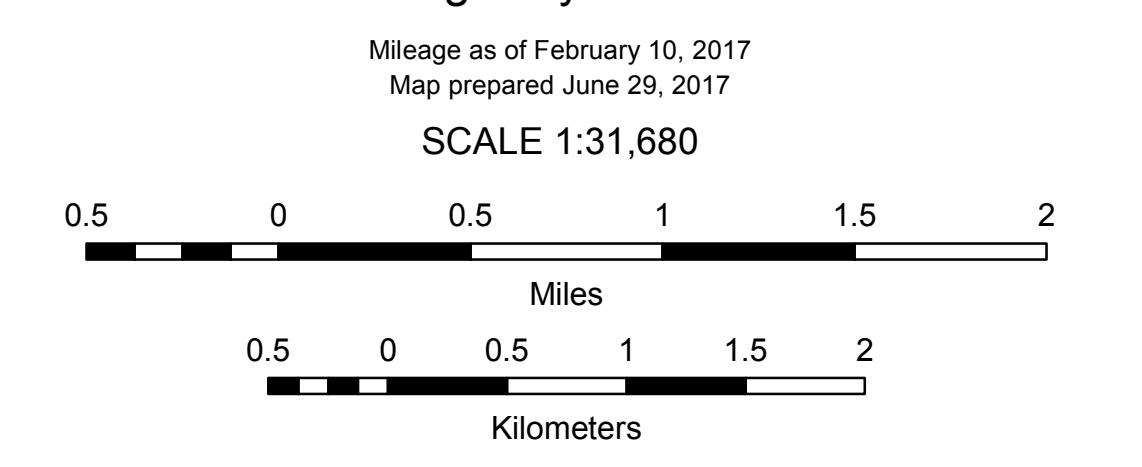 Mileage as of February 10, 2017
Map prepared June 29, 2017
SCALE 1:31,680
0.5 0 0.5 1 1.5 2
Miles
0.5 0 0.5 1 1.5 2
Kilometers